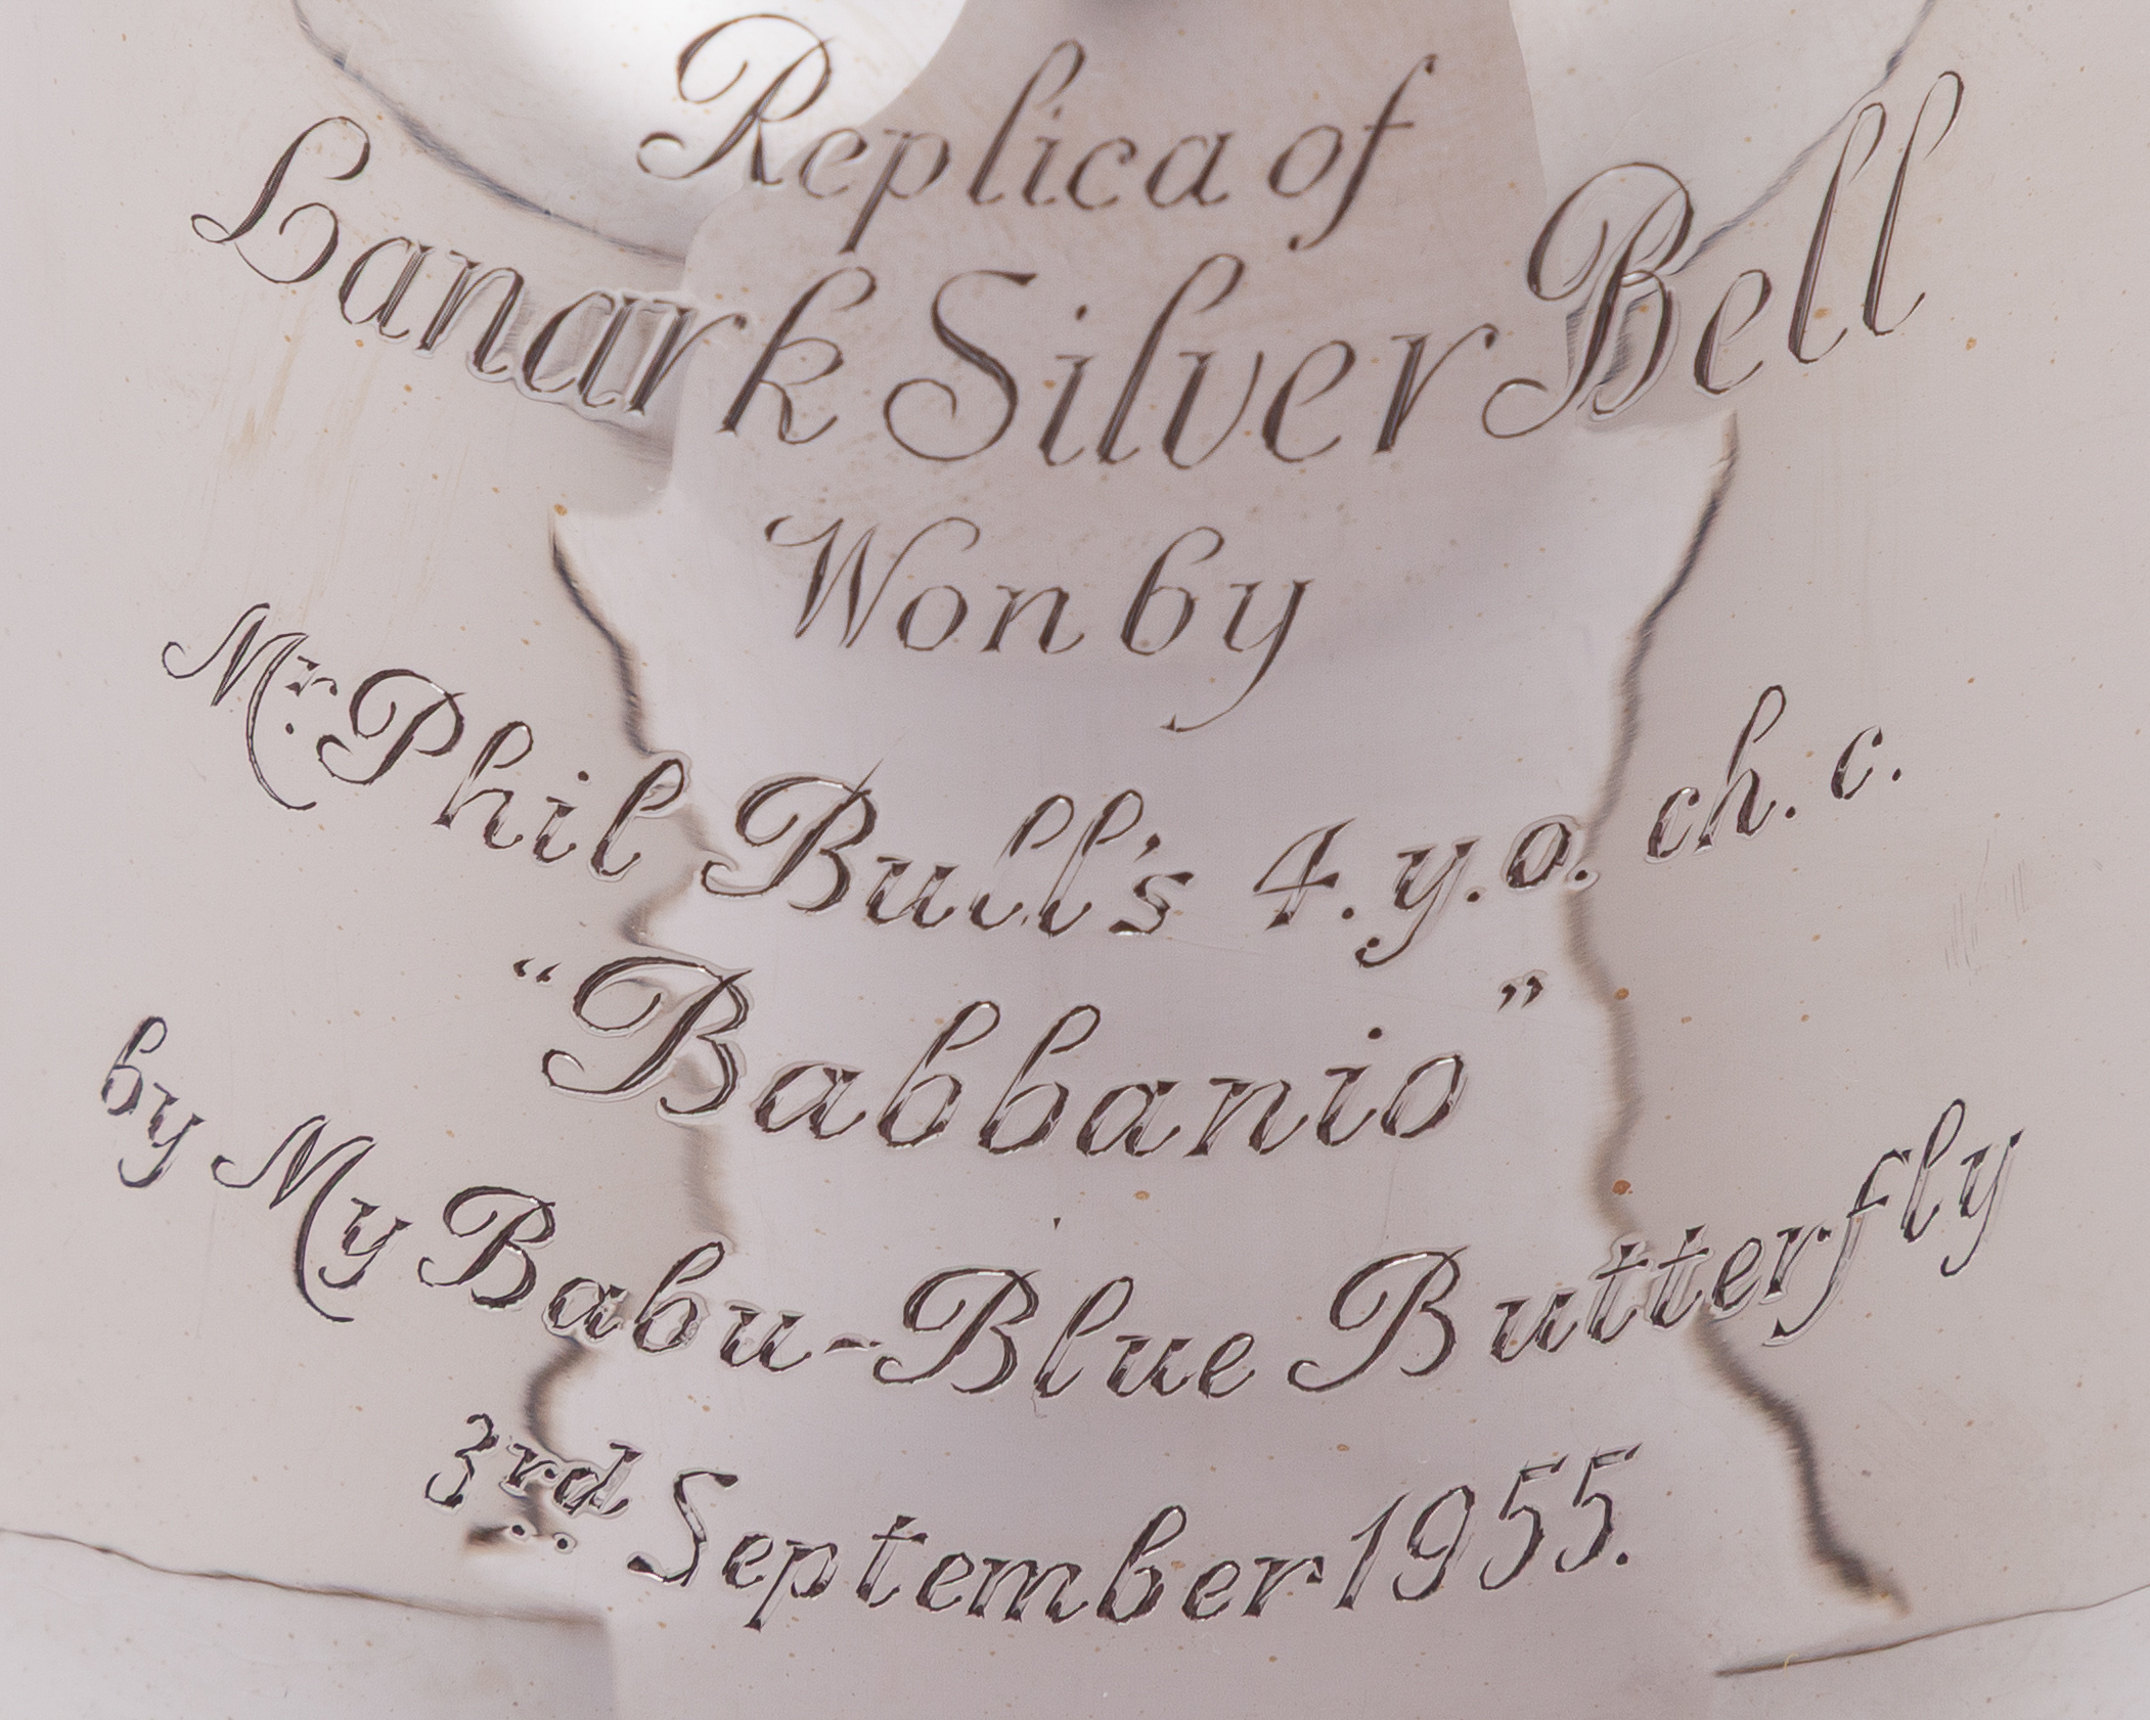 Replica of
Lanark Silver Bell
Won by
Mr. Phil Bull's 4.y.o. ch. c.
"Babbanio"
by My Babu-Blue Butterfly
3rd September 1955.